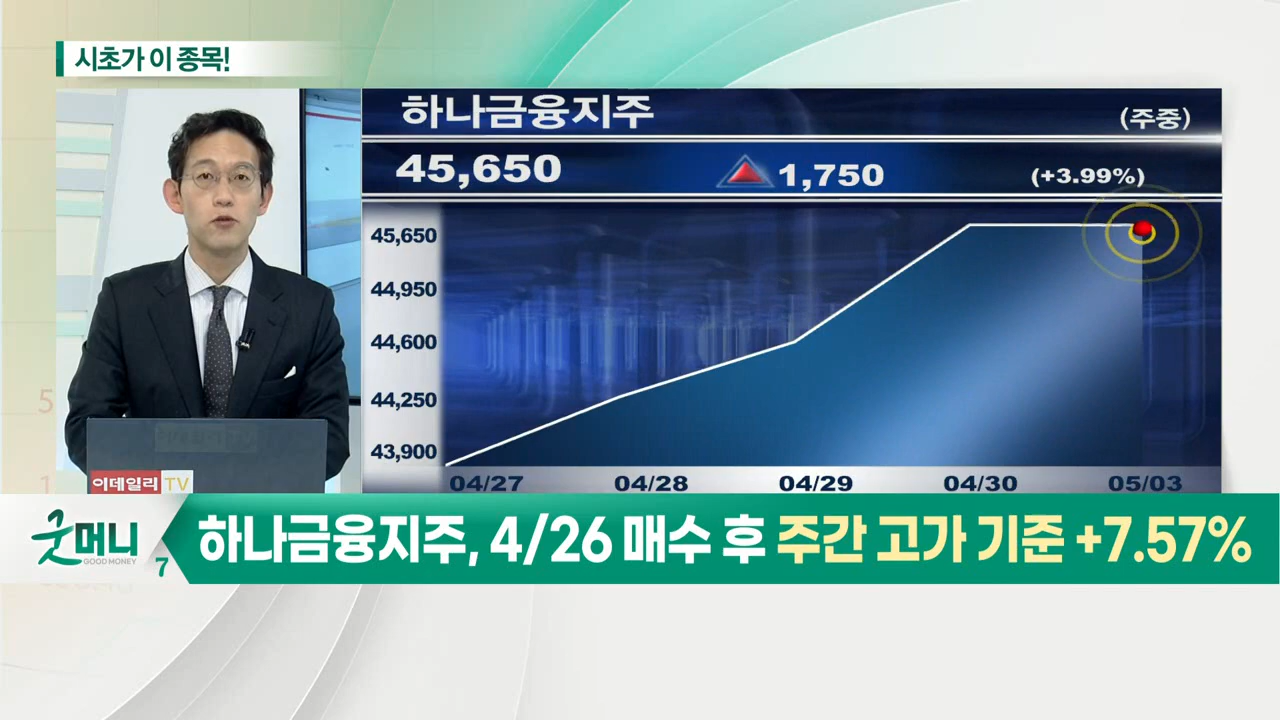 시초가 이 종목!
하나금융지주
(주중)
45,650
1,750
(+3.99%)
45,650
44,950
44,600
44,250
43,900
04/27
04/28
04/29
04/30
05/03
5
1
이데일리 TV
굿머니
GOOD MONEY
7
하나금융지주, 4/26 매수 후 주간 고가 기준 +7.57%